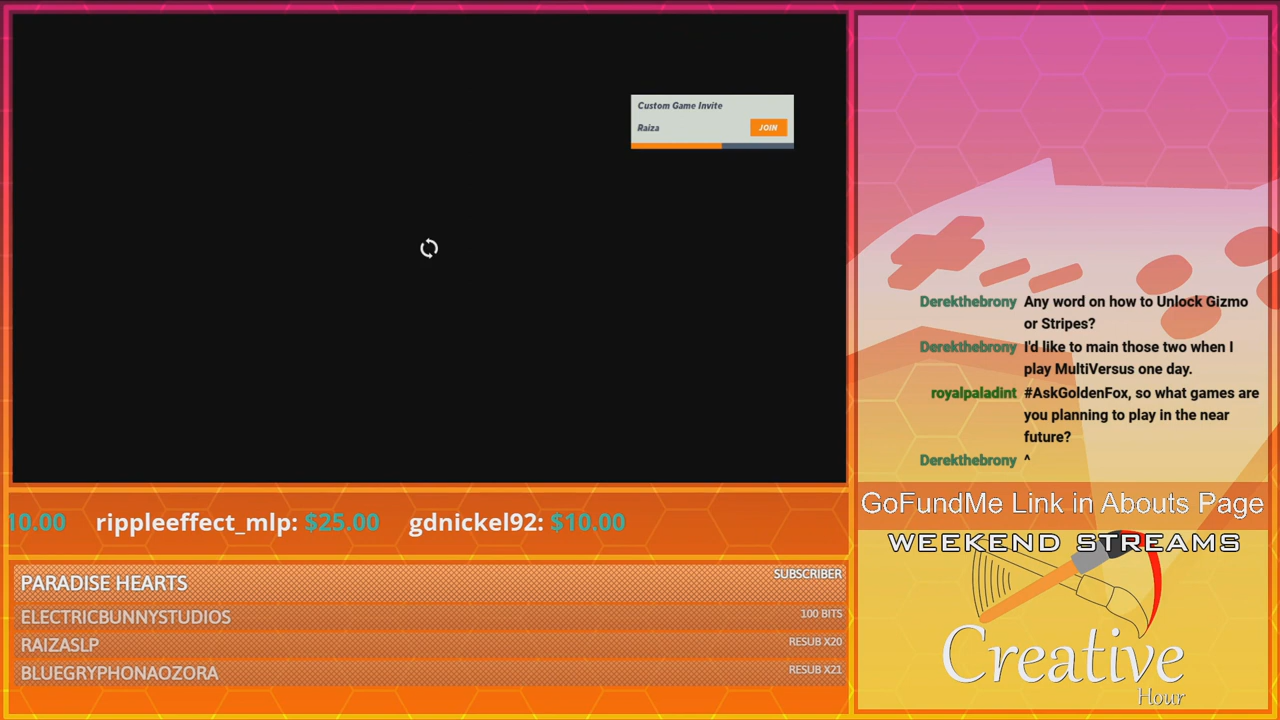 Custom Game Invite
Raiza JOIN
Derekthebrony Any word on how to Unlock Gizmo
or Stripes?
Derekthebrony I'd like to main those two when I
play MultiVersus one day.
royalpaladint #AskGoldenFox, so what games are
you planning to play in the near
future?
Derekthebrony ^
GoFundMe Link in Abouts Page
WEEKEND STREAMS
Creative
Hour
10.00 rippleeffect_mlp: $25.00 gdnickel92: $10.00
PARADISE HEARTS SUBSCRIBER
ELECTRICBUNNYSTUDIOS 100 BITS
RAIZASLP RESUB X20
BLUEGRYPHONAOZORA RESUB X21